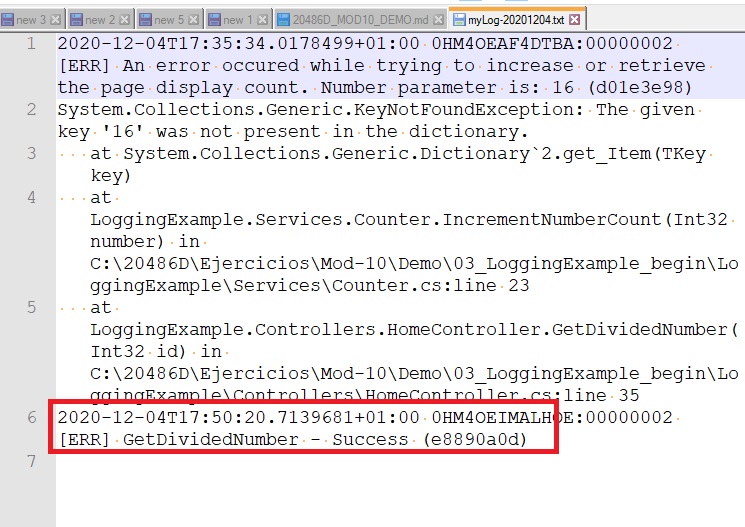 new 3
new 2
new 5
new 1
20486D_MOD10_DEMO.md
myLog-20201204.txt
1 2020-12-04T17:35:34.0178499+01:00 0HM4OEAF4DTBA:00000002
[ERR] An error occured while trying to increase or retrieve
the page display count. Number parameter is: 16 (d01e3e98)
2 System.Collections.Generic.KeyNotFoundException: The given
key '16' was not present in the dictionary.
3 at System.Collections.Generic.Dictionary`2.get_Item(TKey
key)
4 at
LoggingExample.Services.Counter.IncrementNumberCount(Int32
number) in
C:\20486D\Ejercicios\Mod-10\Demo\03_LoggingExample_begin\Lo
ggingExample\Services\Counter.cs:line 23
5 at
LoggingExample.Controllers.HomeController.GetDividedNumber(
Int32 id) in
C:\20486D\Ejercicios\Mod-10\Demo\03_LoggingExample_begin\Lo
ggingExample\Controllers\HomeController.cs:line 35
6 2020-12-04T17:50:20.7139681+01:00 0HM4OEIMALHOE:00000002
[ERR] GetDividedNumber - Success (e8890a0d)
7